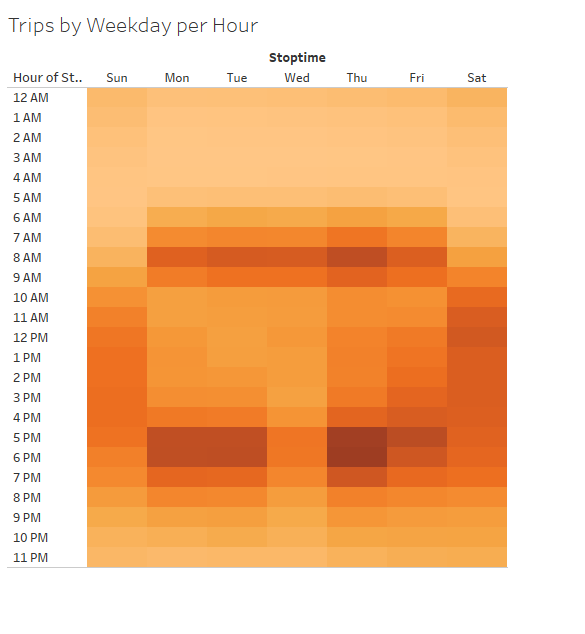 Trips by Weekday per Hour
Stoptime
Hour of St.. Sun Mon Tue Wed Thu Fri Sat
12 AM
1 AM
2 AM
3 AM
4 AM
5 AM
6 AM
7 AM
8 AM
9 AM
10 AM
11 AM
12 PM
1 PM
2 PM
3 PM
4 PM
5 PM
6 PM
7 PM
8 PM
9 PM
10 PM
11 PM